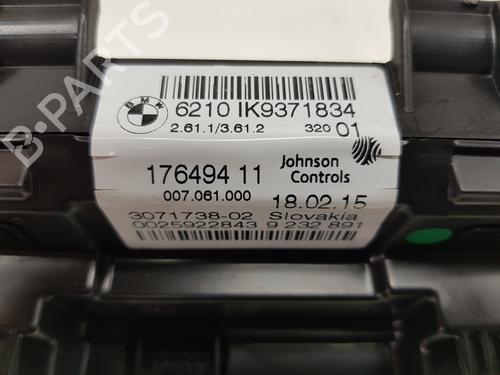 B-PARTS
BMW
6210 IK9371834
2.61.1/3.61.2 320 01
176494 11 Johnson Controls
007.061.000 18.02.15
3071738-02 Slovakia
0025922843 9 232 891